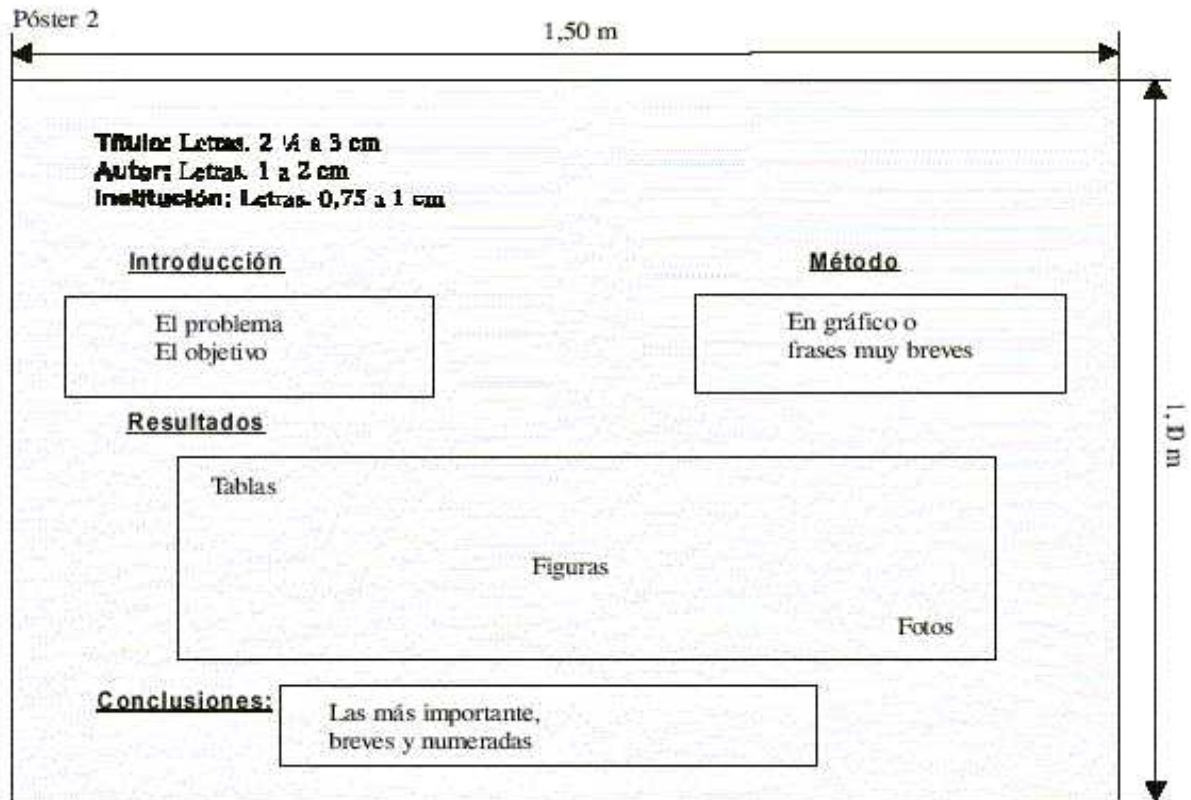 Póster 2
1,50 m
Título: Letras. 2 ½ a 3 cm
Autor: Letras. 1 a 2 cm
Institución: Letras. 0,75 a 1 cm
Introducción
Método
El problema
El objetivo
En gráfico o
frases muy breves
Resultados
1, D m
Tablas
Figuras
Fotos
Conclusiones:
Las más importante,
breves y numeradas